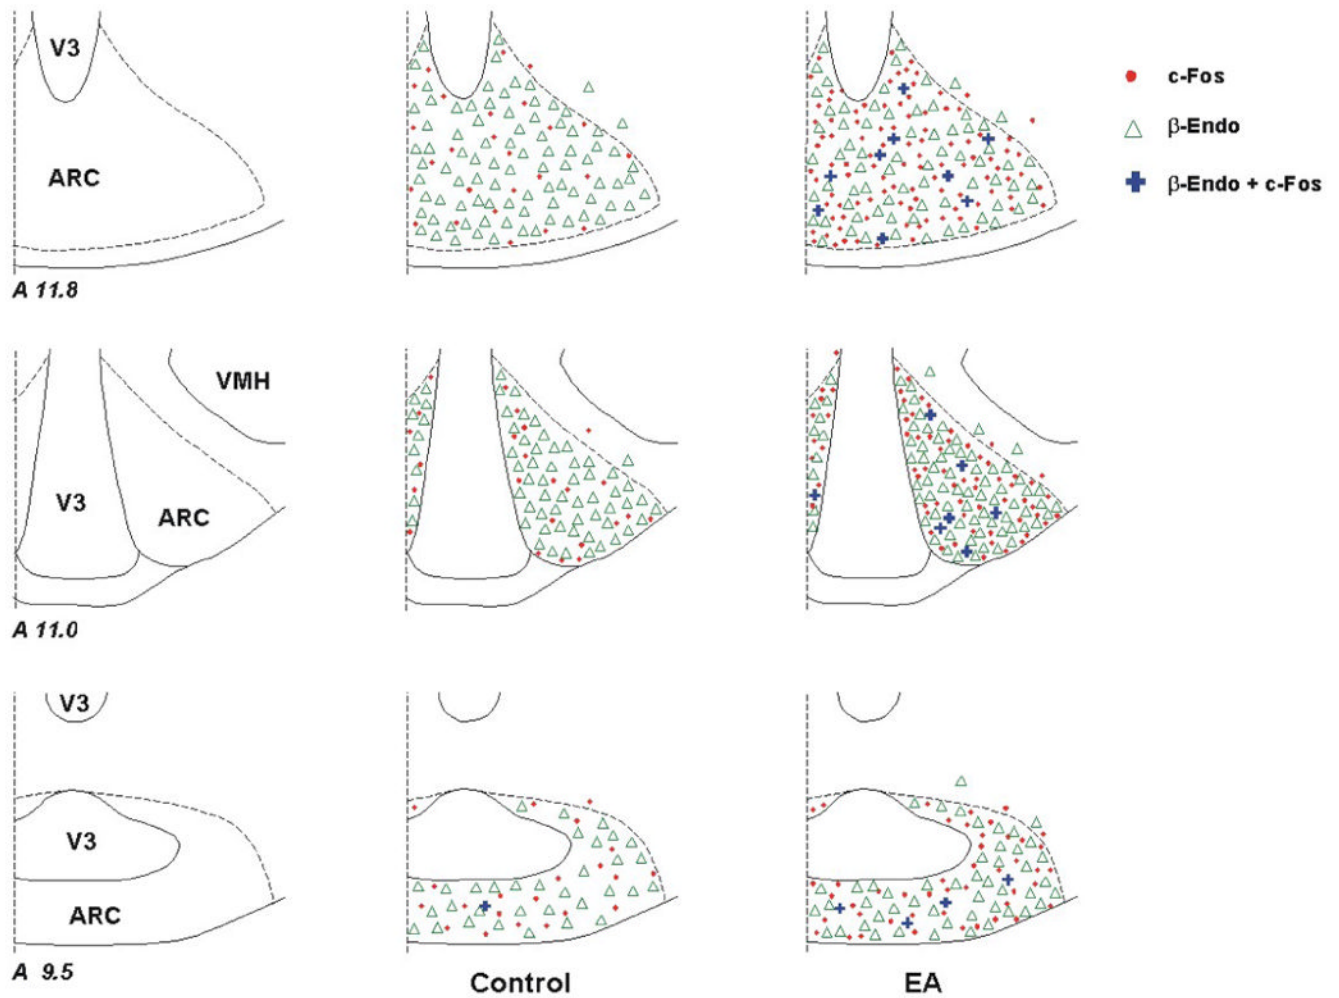 V3
ARC
A 11.8
c-Fos
β-Endo
β-Endo + c-Fos
VMH
V3
ARC
A 11.0
V3
V3
ARC
A 9.5
Control
EA